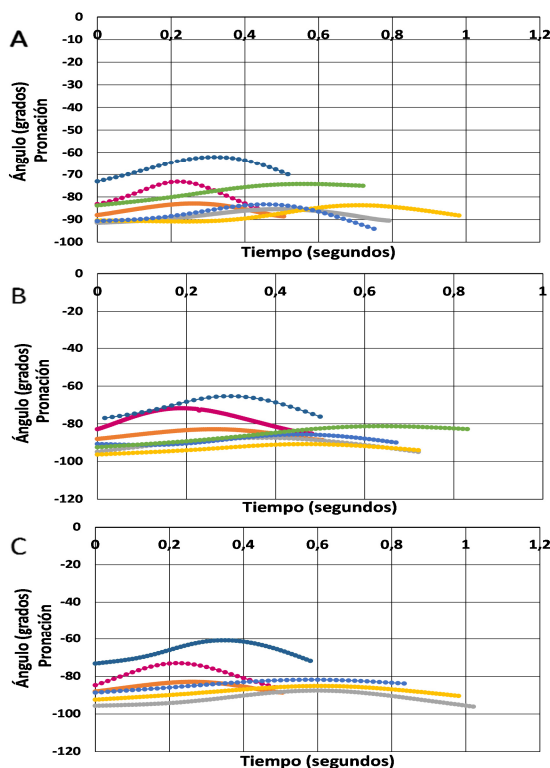 A
Ángulo (grados)
Pronación
0
-10
-20
-30
-40
-50
-60
-70
-80
-90
-100
0 0,2 0,4 0,6 0,8 1 1,2
Tiempo (segundos)
B
Ángulo (grados)
Pronación
0
-20
-40
-60
-80
-100
-120
0 0,2 0,4 0,6 0,8 1
Tiempo (segundos)
C
Ángulo (grados)
Pronación
0
-20
-40
-60
-80
-100
-120
0 0,2 0,4 0,6 0,8 1 1,2
Tiempo (segundos)